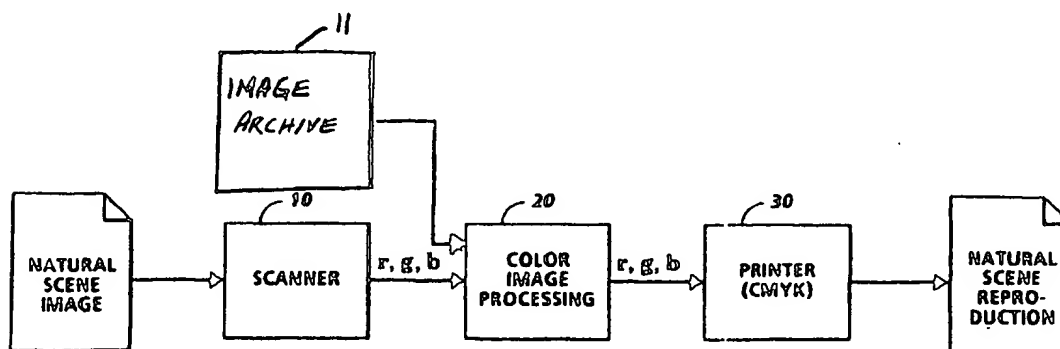 11
IMAGE
ARCHIVE
10
20
30
NATURAL
SCENE
IMAGE
SCANNER
r, g, b
COLOR
IMAGE
PROCESSING
r, g, b
PRINTER
(CMYK)
NATURAL
SCENE
REPRO-
DUCTION